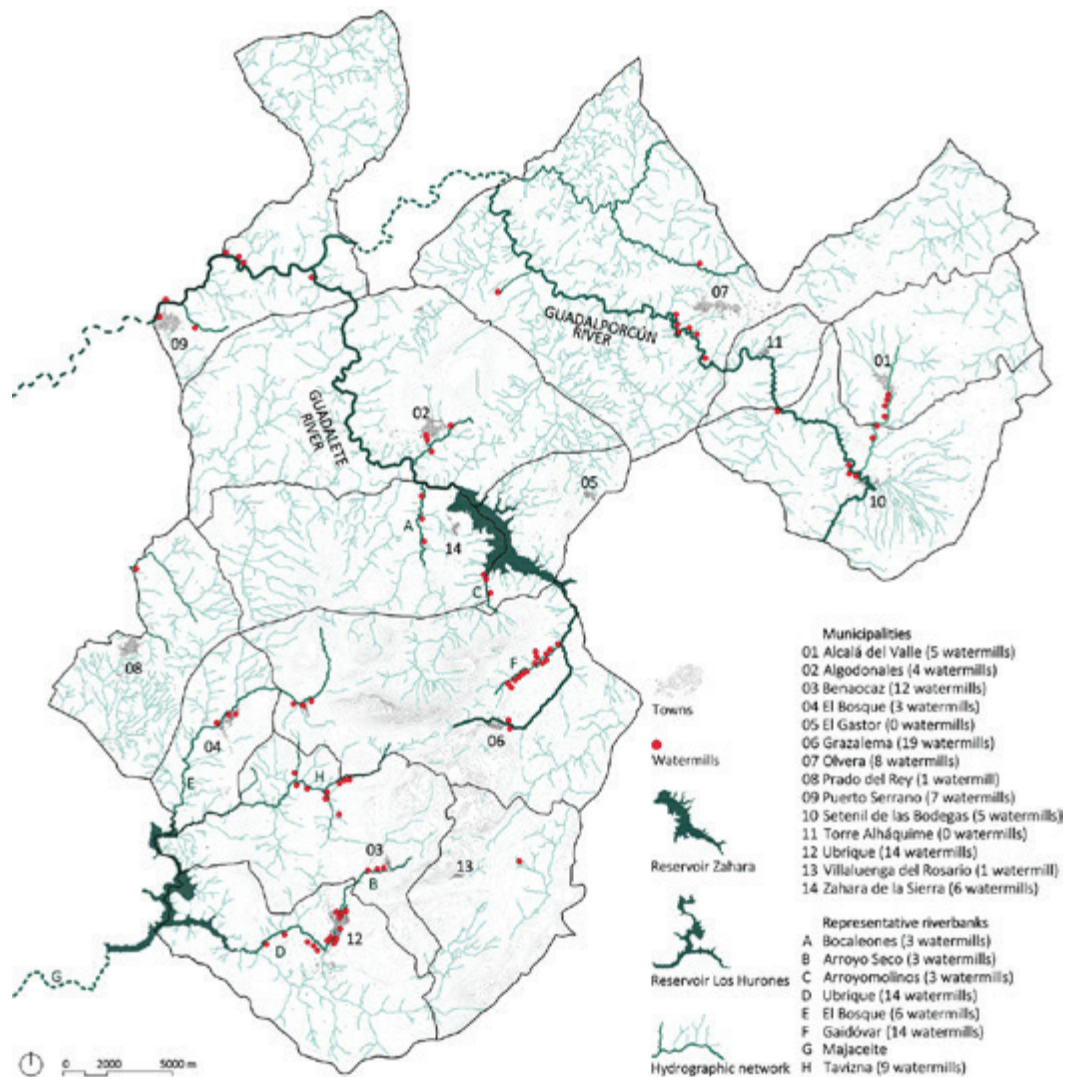 07
GUADALPORCÚN
RIVER
11
09
01
GUADALETE
RIVER
02
05
10
A
14
C
F
08
06
04
E
H
03
B
13
12
D
G
0 2000 5000 m
Towns
Watermills
Reservoir Zahara
Reservoir Los Hurones
Hydrographic network
Municipalities
01 Alcalá del Valle (5 watermills)
02 Algodonales (4 watermills)
03 Benaocaz (12 watermills)
04 El Bosque (3 watermills)
05 El Gastor (0 watermills)
06 Grazalema (19 watermills)
07 Olvera (8 watermills)
08 Prado del Rey (1 watermill)
09 Puerto Serrano (7 watermills)
10 Setenil de las Bodegas (5 watermills)
11 Torre Alháquime (0 watermills)
12 Ubrique (14 watermills)
13 Villaluenga del Rosario (1 watermill)
14 Zahara de la Sierra (6 watermills)
Representative riverbanks
A Bocaleones (3 watermills)
B Arroyo Seco (3 watermills)
C Arroyomolinos (3 watermills)
D Ubrique (14 watermills)
E El Bosque (6 watermills)
F Gaidóvar (14 watermills)
G Majaceite
H Tavizna (9 watermills)